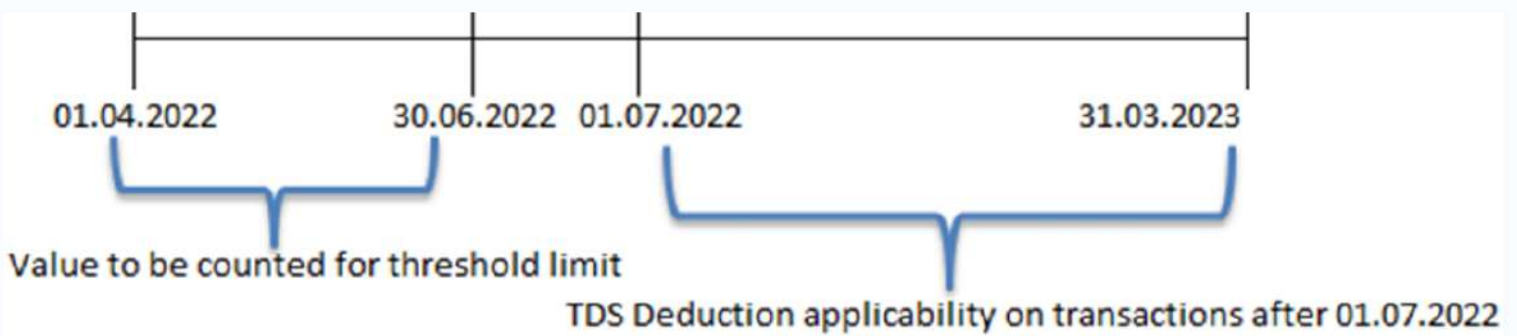 01.04.2022 30.06.2022 01.07.2022 31.03.2023
Value to be counted for threshold limit
TDS Deduction applicability on transactions after 01.07.2022